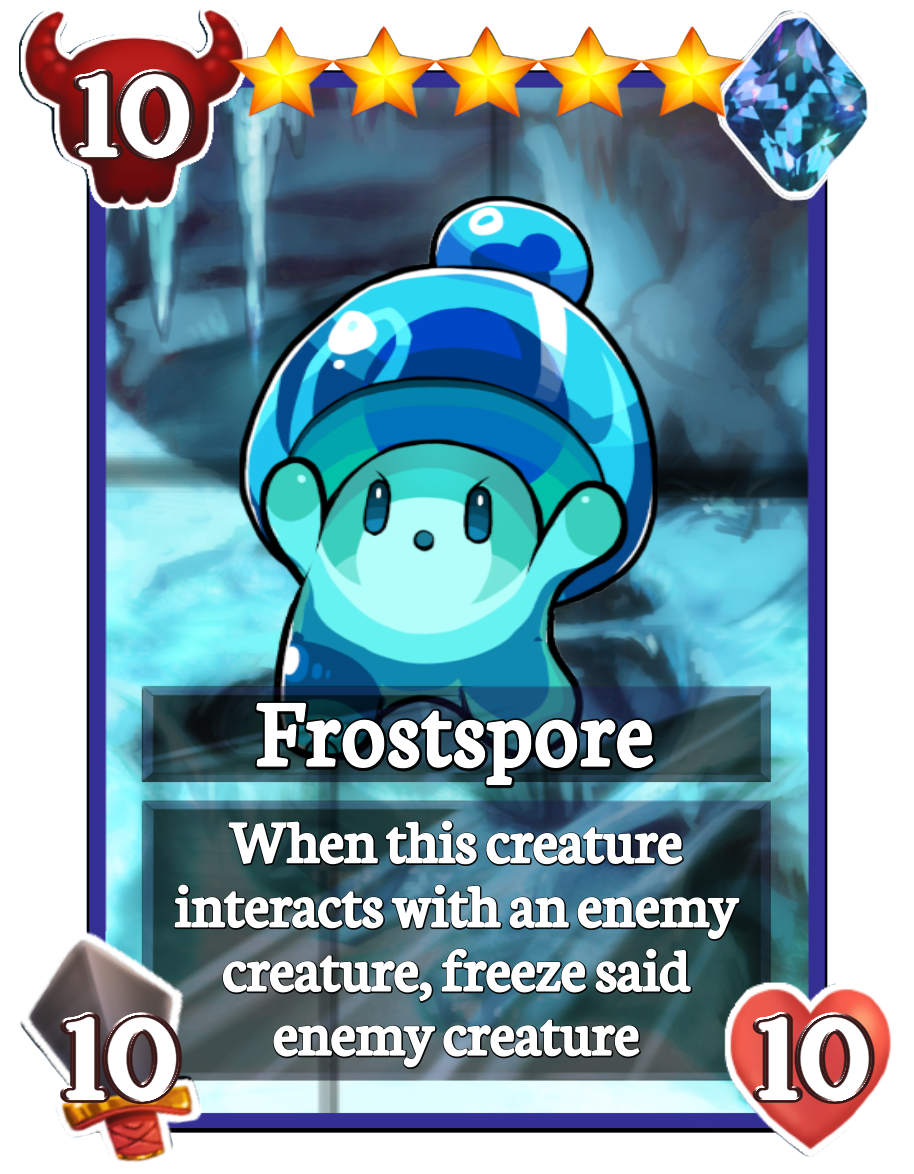 10
Frostspore
When this creature
interacts with an enemy
creature, freeze said
enemy creature
10
10